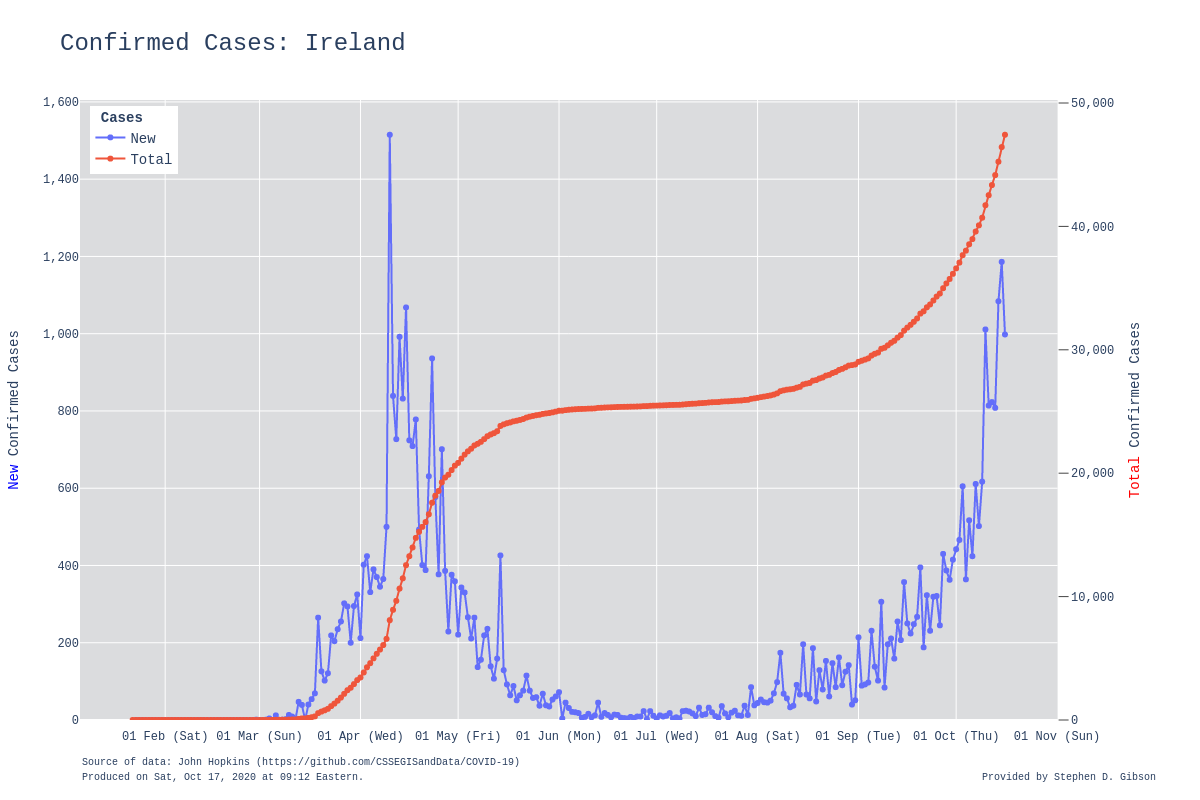 Confirmed Cases: Ireland
Cases
New
Total
1,600
1,400
1,200
1,000
800
600
400
200
0
New Confirmed Cases
50,000
40,000
30,000
20,000
10,000
0
Total Confirmed Cases
01 Feb (Sat) 01 Mar (Sun) 01 Apr (Wed) 01 May (Fri) 01 Jun (Mon) 01 Jul (Wed) 01 Aug (Sat) 01 Sep (Tue) 01 Oct (Thu) 01 Nov (Sun)
Source of data: John Hopkins (https://github.com/CSSEGISandData/COVID-19)
Produced on Sat, Oct 17, 2020 at 09:12 Eastern.
Provided by Stephen D. Gibson